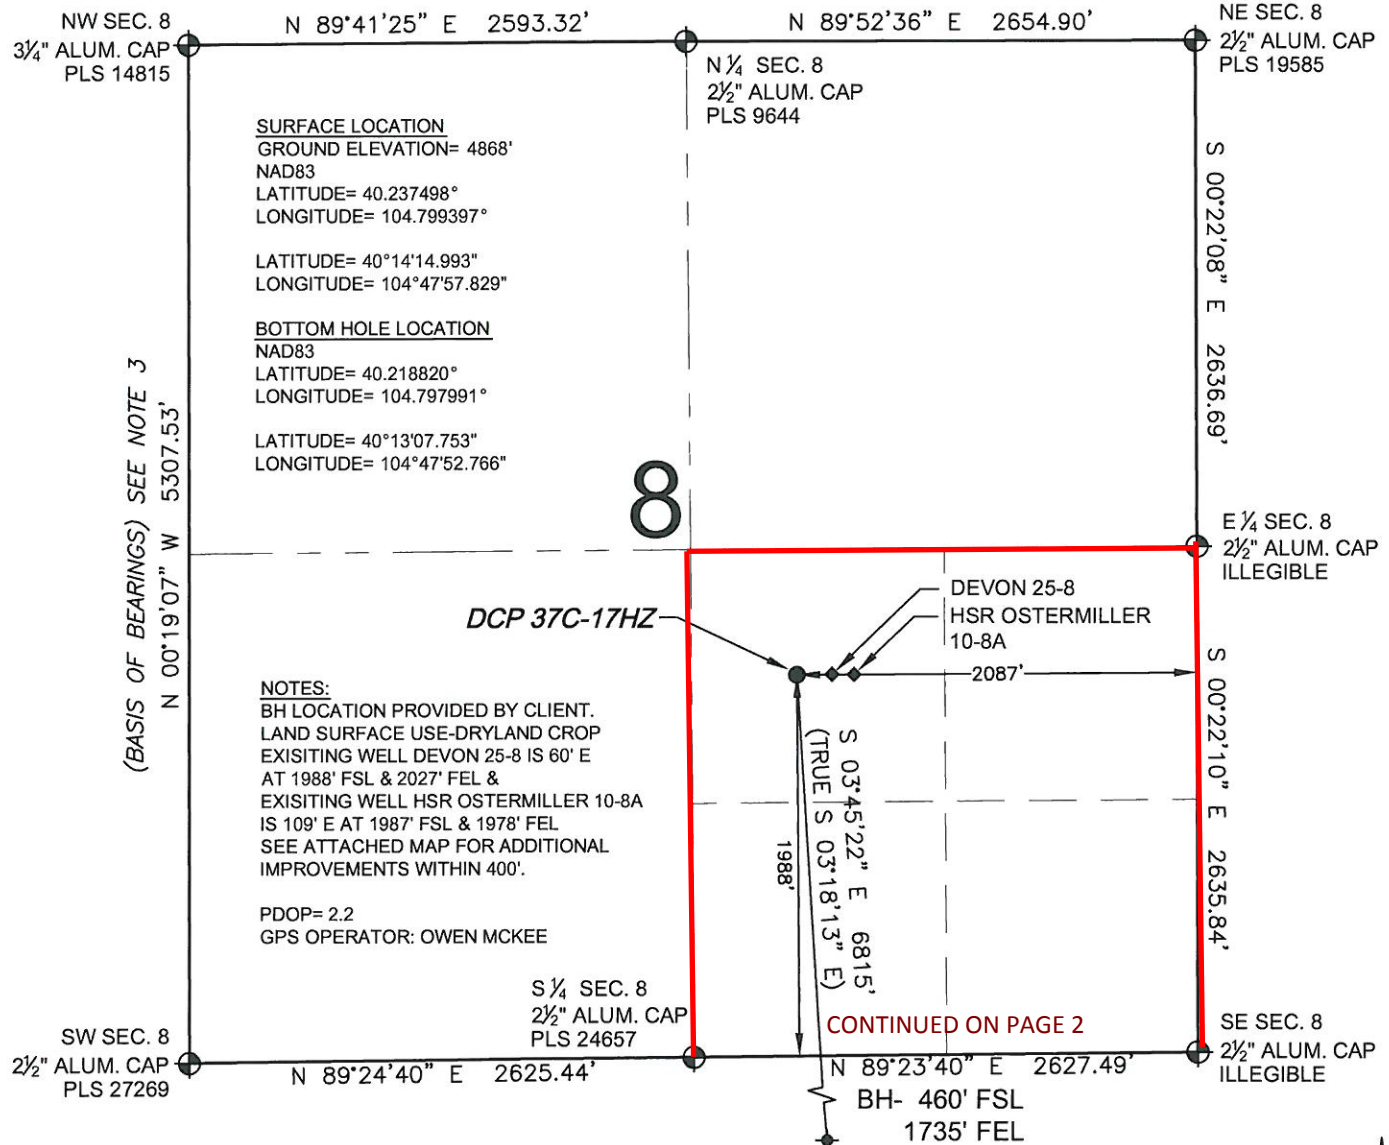 NW SEC. 8
3¼" ALUM. CAP
PLS 14815
N 89°41'25" E 2593.32'
N 89°52'36" E 2654.90'
NE SEC. 8
2½" ALUM. CAP
PLS 19585
N ¼ SEC. 8
2½" ALUM. CAP
PLS 9644
SURFACE LOCATION
GROUND ELEVATION= 4868'
NAD83
LATITUDE= 40.237498°
LONGITUDE= 104.799397°
LATITUDE= 40°14'14.993"
LONGITUDE= 104°47'57.829"
BOTTOM HOLE LOCATION
NAD83
LATITUDE= 40.218820°
LONGITUDE= 104.797991°
LATITUDE= 40°13'07.753"
LONGITUDE= 104°47'52.766"
(BASIS OF BEARINGS) SEE NOTE 3
N 00°19'07" W 5307.53'
S 00°22'08" E 2636.69'
8
E ¼ SEC. 8
2½" ALUM. CAP
ILLEGIBLE
DEVON 25-8
HSR OSTERMILLER
10-8A
DCP 37C-17HZ
2087'
NOTES:
BH LOCATION PROVIDED BY CLIENT.
LAND SURFACE USE-DRYLAND CROP
EXISITING WELL DEVON 25-8 IS 60' E
AT 1988' FSL & 2027' FEL &
EXISITING WELL HSR OSTERMILLER 10-8A
IS 109' E AT 1987' FSL & 1978' FEL
SEE ATTACHED MAP FOR ADDITIONAL
IMPROVEMENTS WITHIN 400'.
PDOP= 2.2
GPS OPERATOR: OWEN MCKEE
1988'
S 03°45'22" E 6815'
(TRUE S 03°18'13" E)
S 00°22'10" E 2635.84'
S ¼ SEC. 8
2½" ALUM. CAP
PLS 24657
CONTINUED ON PAGE 2
SW SEC. 8
2½" ALUM. CAP
PLS 27269
N 89°24'40" E 2625.44'
N 89°23'40" E 2627.49'
SE SEC. 8
2½" ALUM. CAP
ILLEGIBLE
BH- 460' FSL
1735' FEL